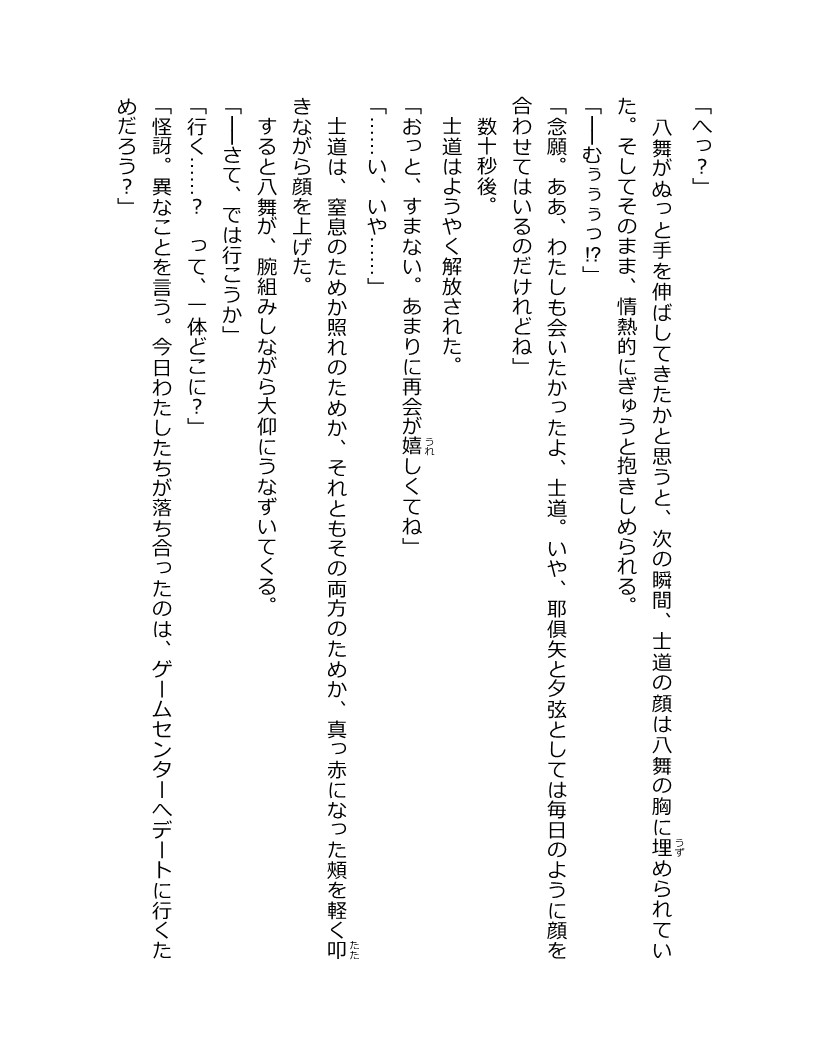 「へっ？」
　八舞がぬっと手を伸ばしてきたかと思うと、次の瞬間、士道の顔は八舞の胸に埋められてい
た。そしてそのまま、情熱的にぎゅうと抱きしめられる。
「――むぅぅぅっ!?」
「念願。ああ、わたしも会いたかったよ、士道。いや、耶倶矢と夕弦としては毎日のように顔を
合わせてはいるのだけれどね」
　数十秒後。
　士道はようやく解放された。
「おっと、すまない。あまりに再会が嬉しくてね」
「……い、いや……」
　士道は、窒息のためか照れのためか、それともその両方のためか、真っ赤になった頰を軽く叩
きながら顔を上げた。
　すると八舞が、腕組みしながら大仰にうなずいてくる。
「――さて、では行こうか」
「行く……？　って、一体どこに？」
「怪訝。異なことを言う。今日わたしたちが落ち合ったのは、ゲームセンターへデートに行くた
めだろう？」